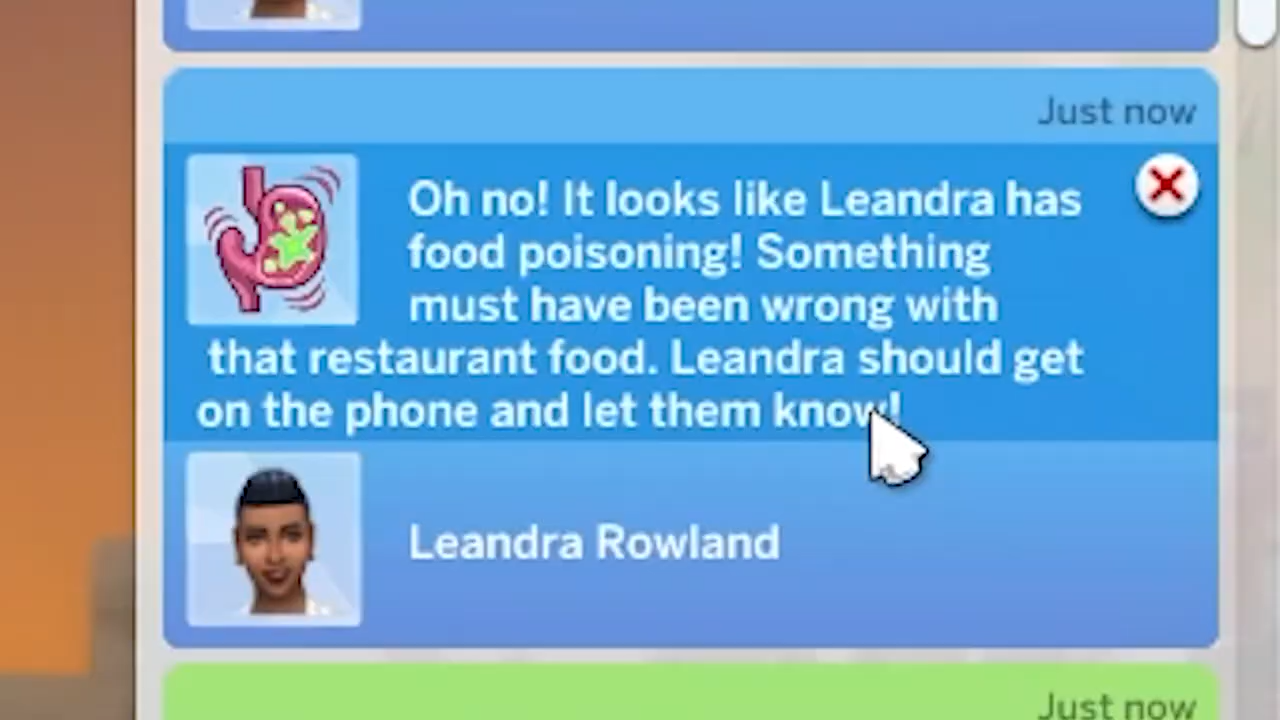 Just now
Oh no! It looks like Leandra has
food poisoning! Something
must have been wrong with
that restaurant food. Leandra should get
on the phone and let them know!
Leandra Rowland
Just now